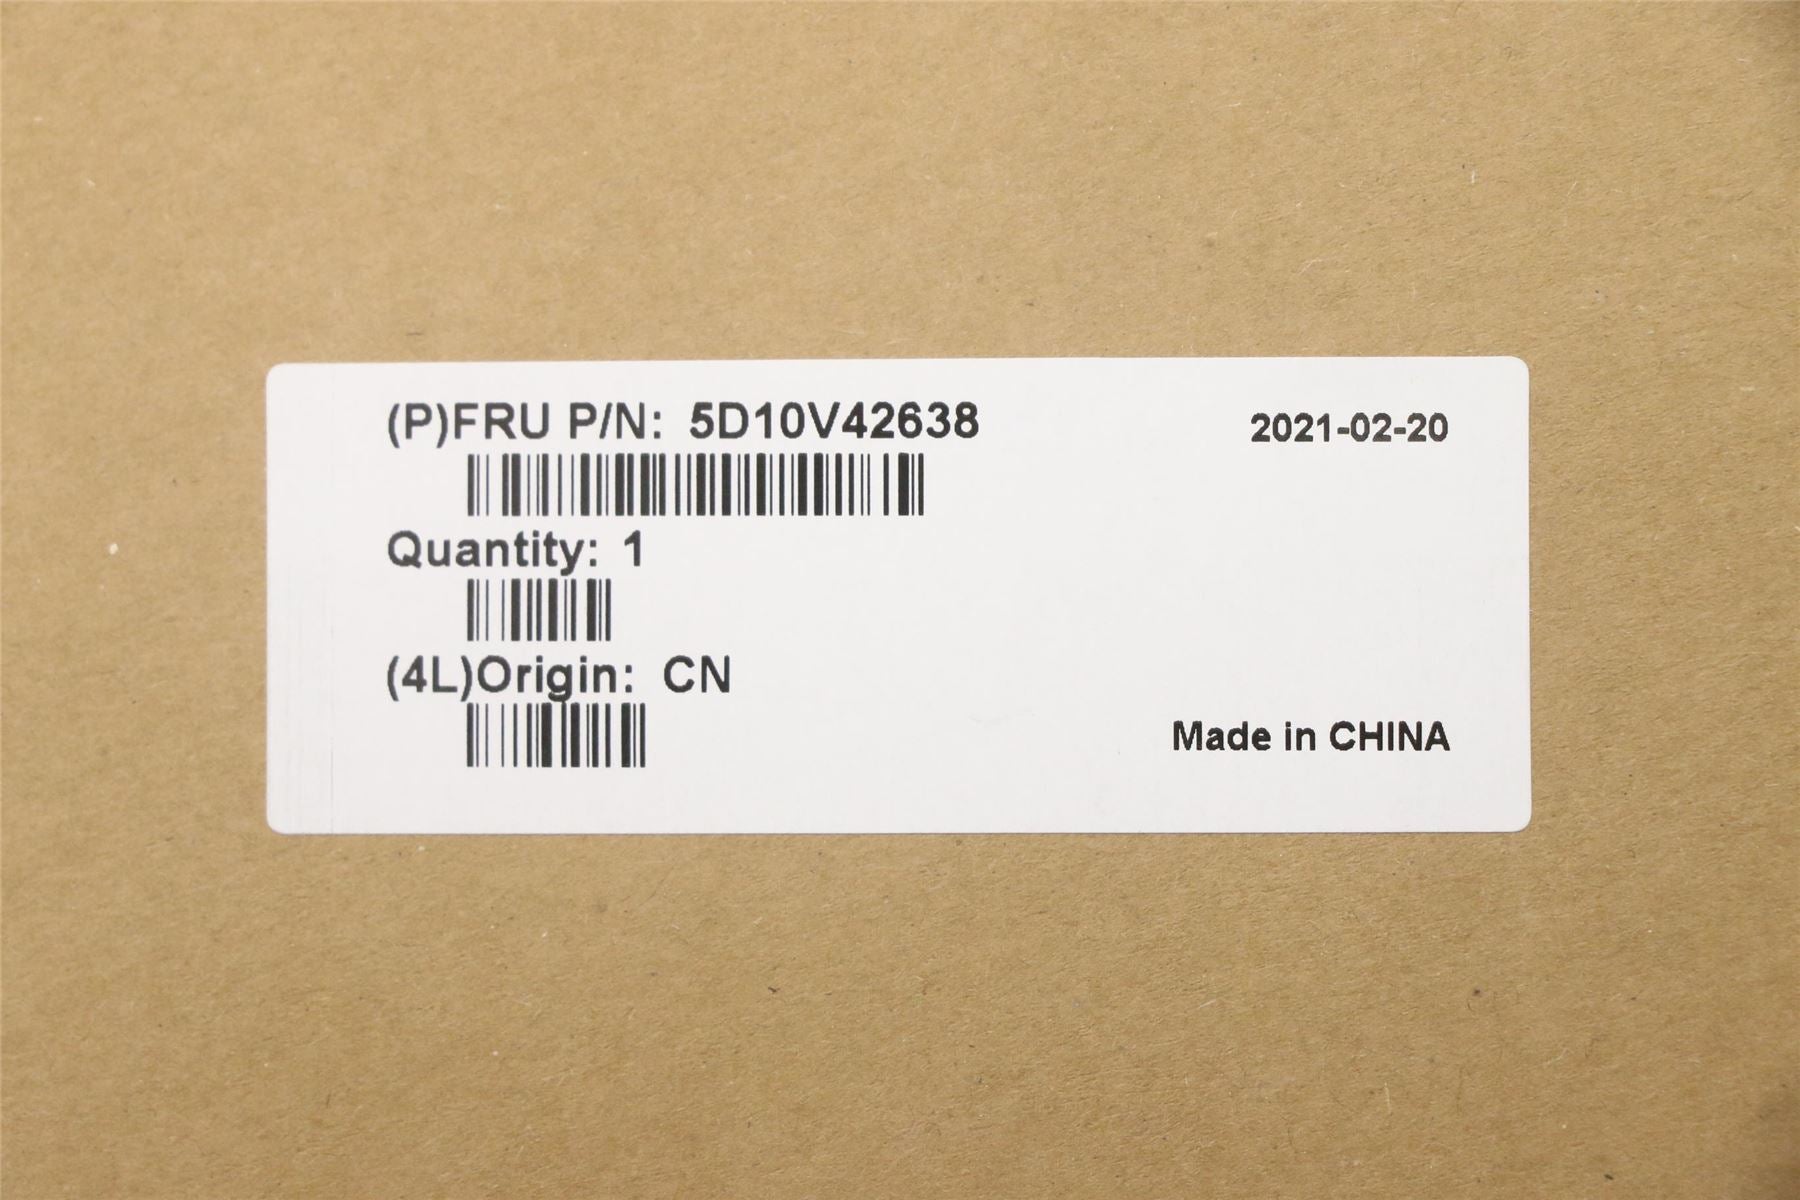 (P)FRU P/N: 5D10V42638
2021-02-20
Quantity: 1
(4L)Origin: CN
Made in CHINA